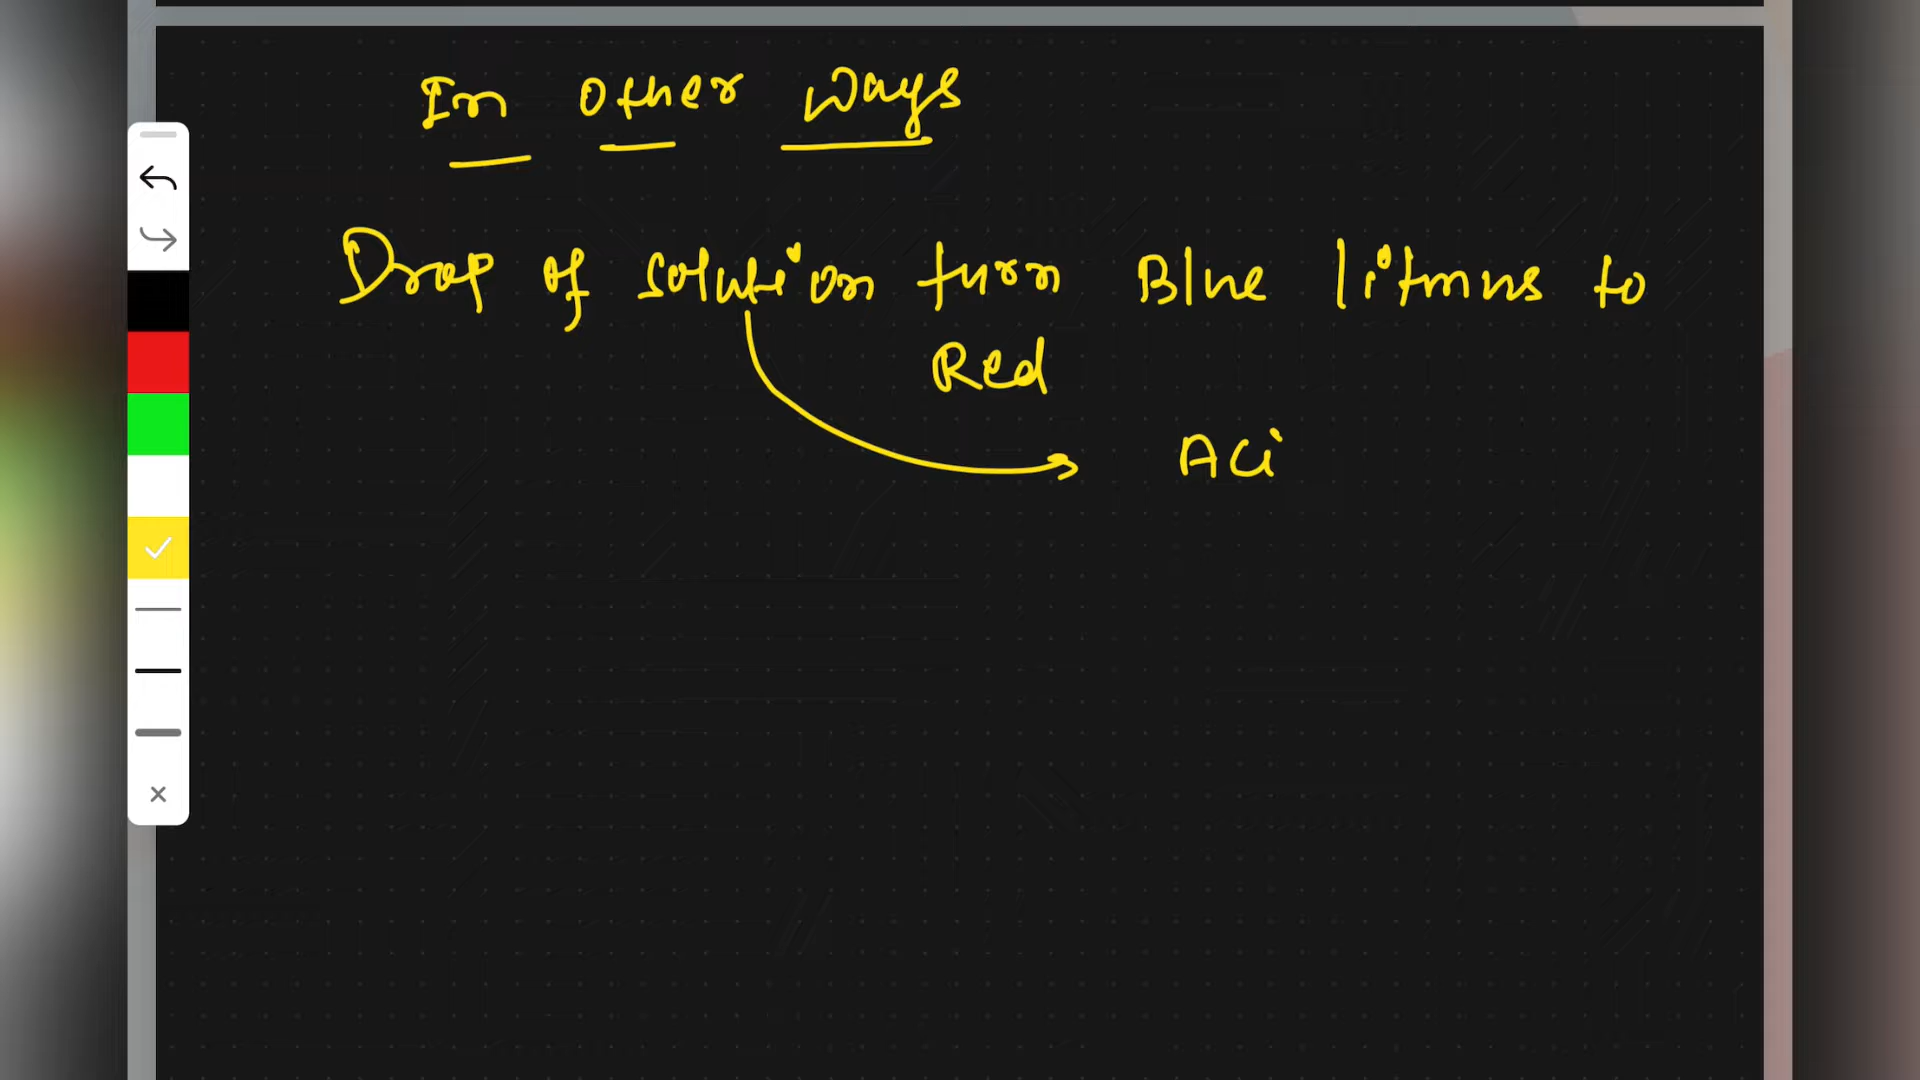 In other ways
Drop of solution turn Blue litmus to
Red
Aci